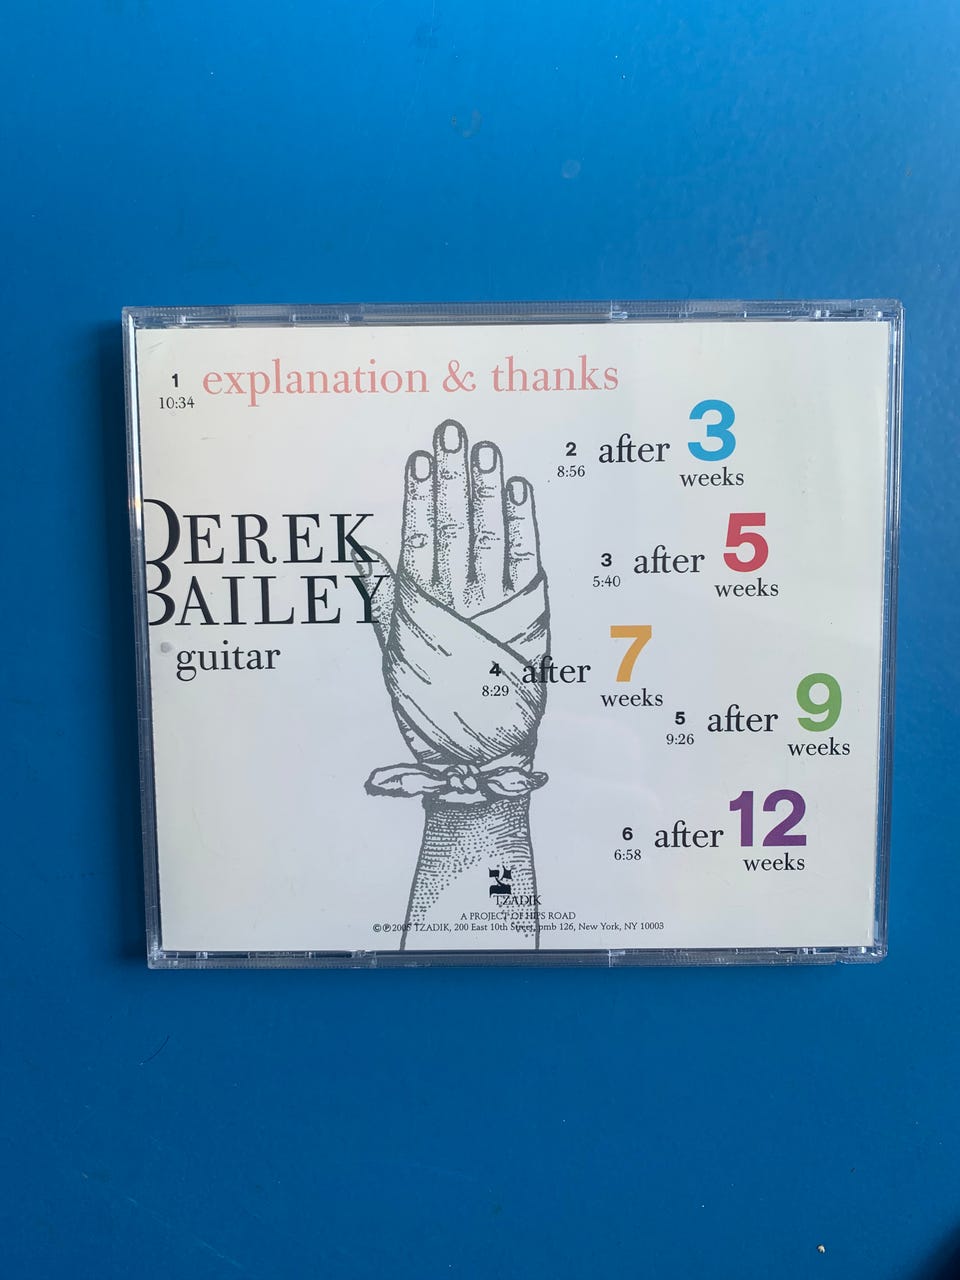 1 explanation & thanks
10:34
2 after 3
8:56 weeks
DEREK
BAILEY
guitar
3 after 5
5:40 weeks
4 after 7
8:29 weeks
5 after 9
9:26 weeks
6 after 12
6:58 weeks
TZADIK
A PROJECT OF HIPS ROAD
©℗2005 TZADIK, 200 East 10th Street, pmb 126, New York, NY 10003